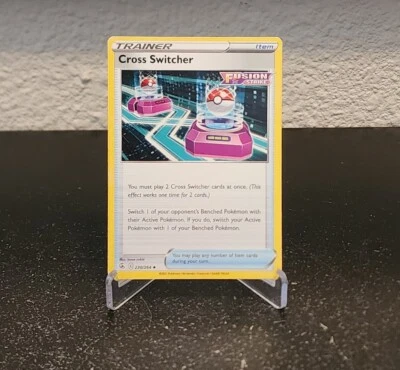 TRAINER Item
Cross Switcher
FUSION
STRIKE
You must play 2 Cross Switcher cards at once. (This
effect works one time for 2 cards.)
Switch 1 of your opponent's Benched Pokémon with
their Active Pokémon. If you do, switch your Active
Pokémon with 1 of your Benched Pokémon.
You may play any number of Item cards
during your turn.
230/264